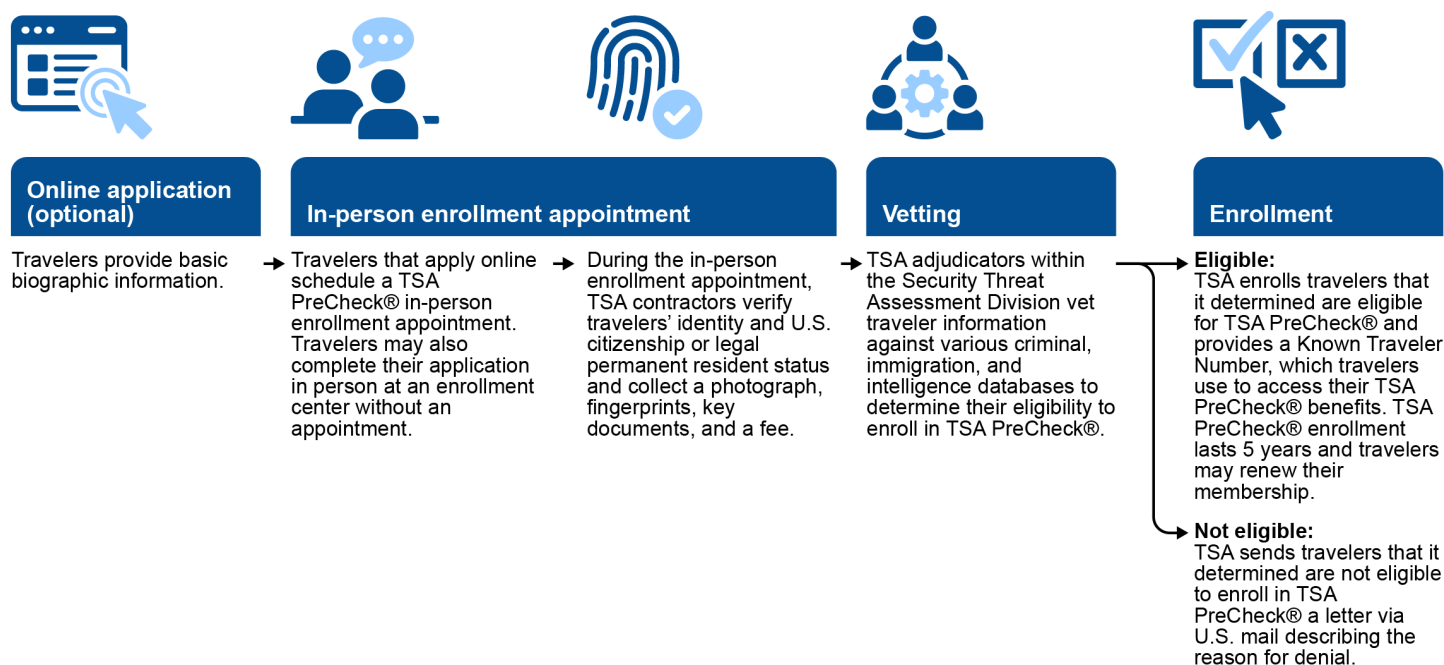 Online application
(optional)
Travelers provide basic
biographic information.
In-person enrollment appointment
Travelers that apply online
schedule a TSA
PreCheck® in-person
enrollment appointment.
Travelers may also
complete their application
in person at an enrollment
center without an
appointment.
During the in-person
enrollment appointment,
TSA contractors verify
travelers’ identity and U.S.
citizenship or legal
permanent resident status
and collect a photograph,
fingerprints, key
documents, and a fee.
Vetting
TSA adjudicators within
the Security Threat
Assessment Division vet
traveler information
against various criminal,
immigration, and
intelligence databases to
determine their eligibility to
enroll in TSA PreCheck®.
Enrollment
Eligible:
TSA enrolls travelers that
it determined are eligible
for TSA PreCheck® and
provides a Known Traveler
Number, which travelers
use to access their TSA
PreCheck® benefits. TSA
PreCheck® enrollment
lasts 5 years and travelers
may renew their
membership.
Not eligible:
TSA sends travelers that it
determined are not eligible
to enroll in TSA
PreCheck® a letter via
U.S. mail describing the
reason for denial.